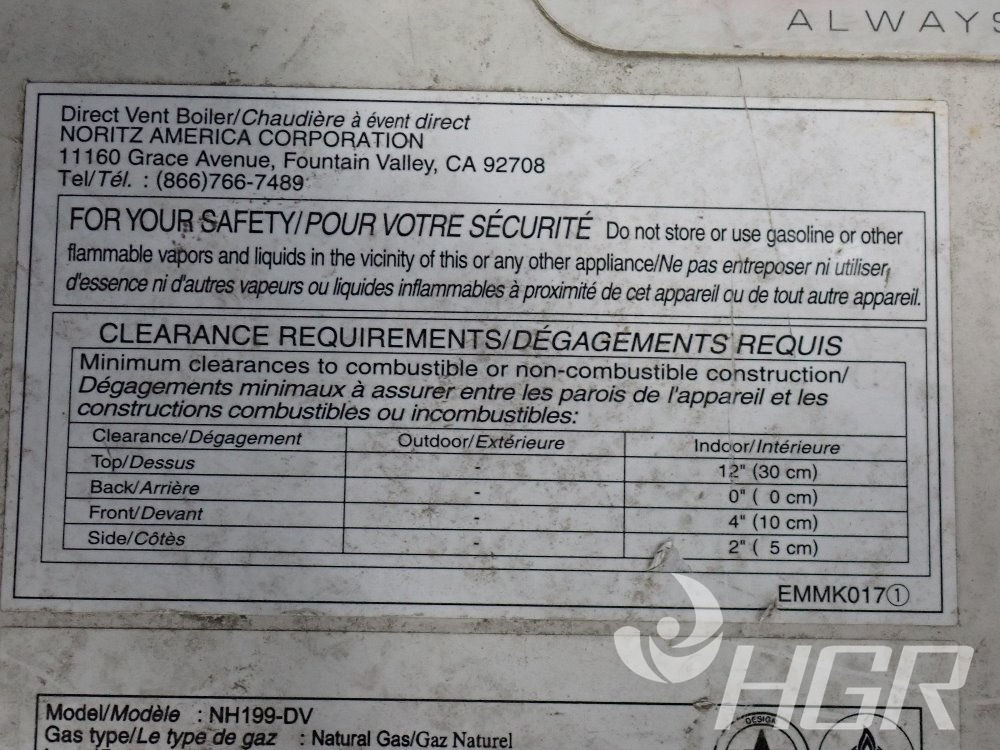 ALWAYS
Direct Vent Boiler/Chaudière à évent direct
NORITZ AMERICA CORPORATION
11160 Grace Avenue, Fountain Valley, CA 92708
Tel/Tél. : (866)766-7489
FOR YOUR SAFETY/POUR VOTRE SÉCURITÉ Do not store or use gasoline or other
flammable vapors and liquids in the vicinity of this or any other appliance/Ne pas entreposer ni utiliser,
d'essence ni d'autres vapeurs ou liquides inflammables à proximité de cet appareil ou de tout autre appareil.
CLEARANCE REQUIREMENTS/DÉGAGEMENTS REQUIS
Minimum clearances to combustible or non-combustible construction/
Dégagements minimaux à assurer entre les parois de l'appareil et les
constructions combustibles ou incombustibles:
Clearance/Dégagement Outdoor/Extérieure Indoor/Intérieure
Top/Dessus - 12" (30 cm)
Back/Arrière - 0" ( 0 cm)
Front/Devant - 4" (10 cm)
Side/Côtès - 2" ( 5 cm)
EMMK017①
HGR
Model/Modèle : NH199-DV
DESIGN
Gas type/Le type de gaz : Natural Gas/Gaz Naturel